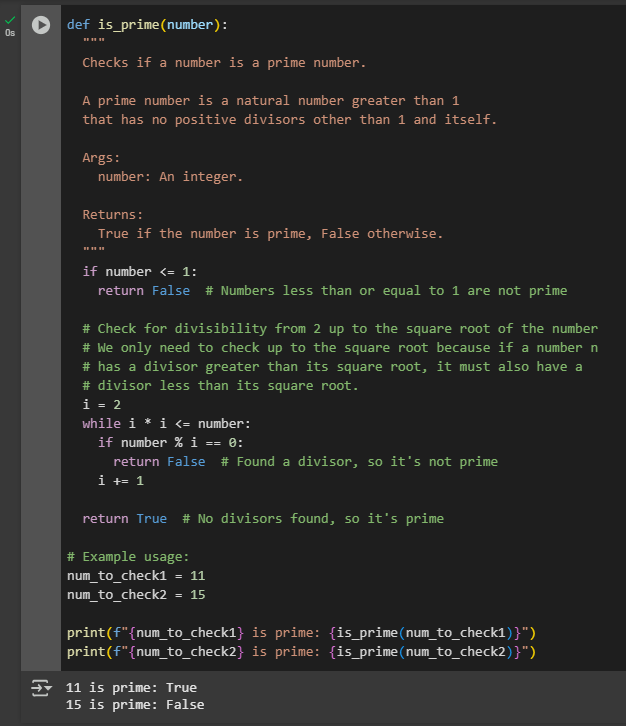 0s
def is_prime(number):
  """
  Checks if a number is a prime number.

  A prime number is a natural number greater than 1
  that has no positive divisors other than 1 and itself.

  Args:
    number: An integer.

  Returns:
    True if the number is prime, False otherwise.
  """
  if number <= 1:
    return False  # Numbers less than or equal to 1 are not prime

  # Check for divisibility from 2 up to the square root of the number
  # We only need to check up to the square root because if a number n
  # has a divisor greater than its square root, it must also have a
  # divisor less than its square root.
  i = 2
  while i * i <= number:
    if number % i == 0:
      return False  # Found a divisor, so it's not prime
    i += 1

  return True  # No divisors found, so it's prime

# Example usage:
num_to_check1 = 11
num_to_check2 = 15

print(f"{num_to_check1} is prime: {is_prime(num_to_check1)}")
print(f"{num_to_check2} is prime: {is_prime(num_to_check2)}")
11 is prime: True
15 is prime: False